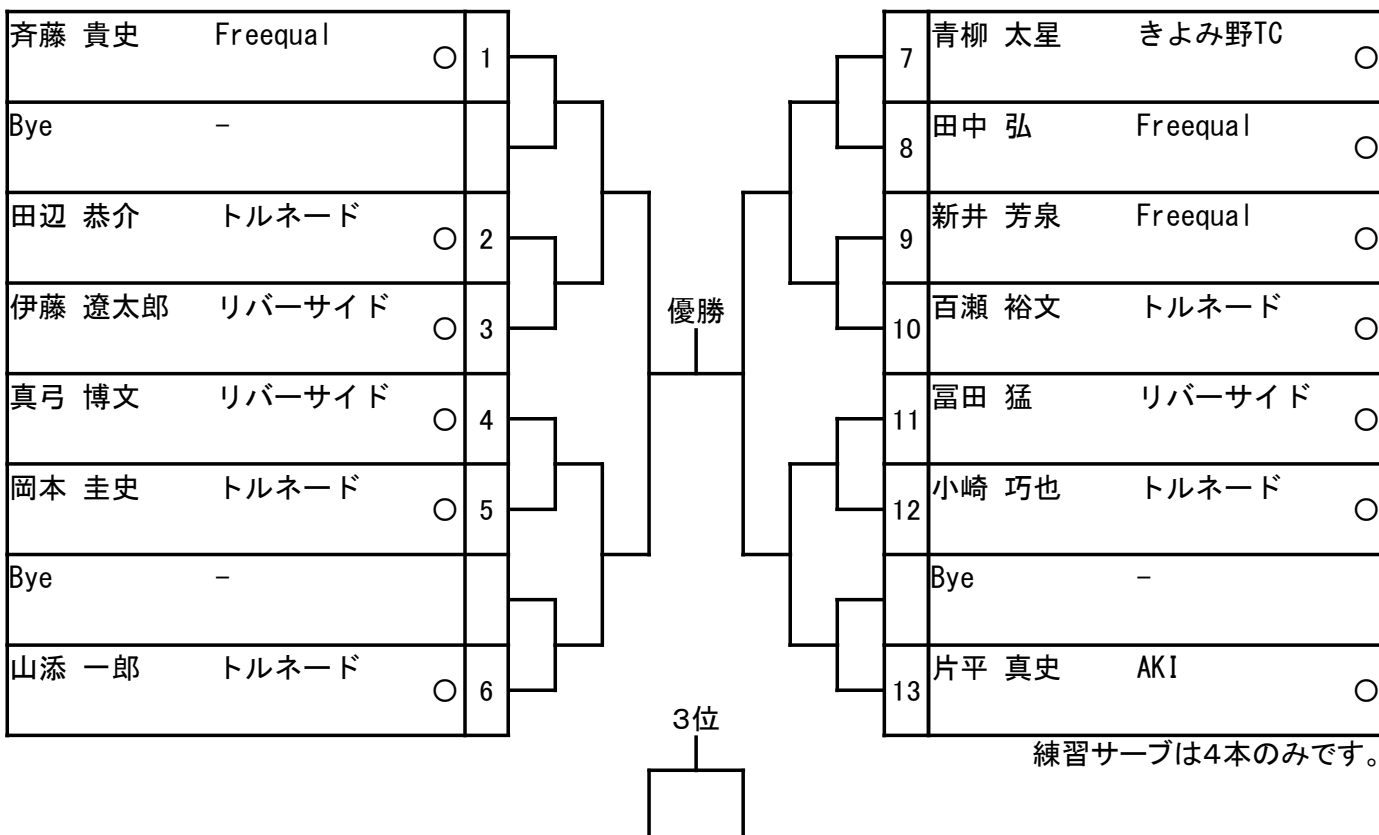 斉藤 貴史 Freequal ○ 1
Bye －
田辺 恭介 トルネード ○ 2
伊藤 遼太郎 リバーサイド ○ 3
真弓 博文 リバーサイド ○ 4
岡本 圭史 トルネード ○ 5
Bye －
山添 一郎 トルネード ○ 6
優勝
3位
7 青柳 太星 きよみ野TC ○
8 田中 弘 Freequal ○
9 新井 芳泉 Freequal ○
10 百瀬 裕文 トルネード ○
11 冨田 猛 リバーサイド ○
12 小崎 巧也 トルネード ○
Bye －
13 片平 真史 AKI ○
練習サーブは4本のみです。